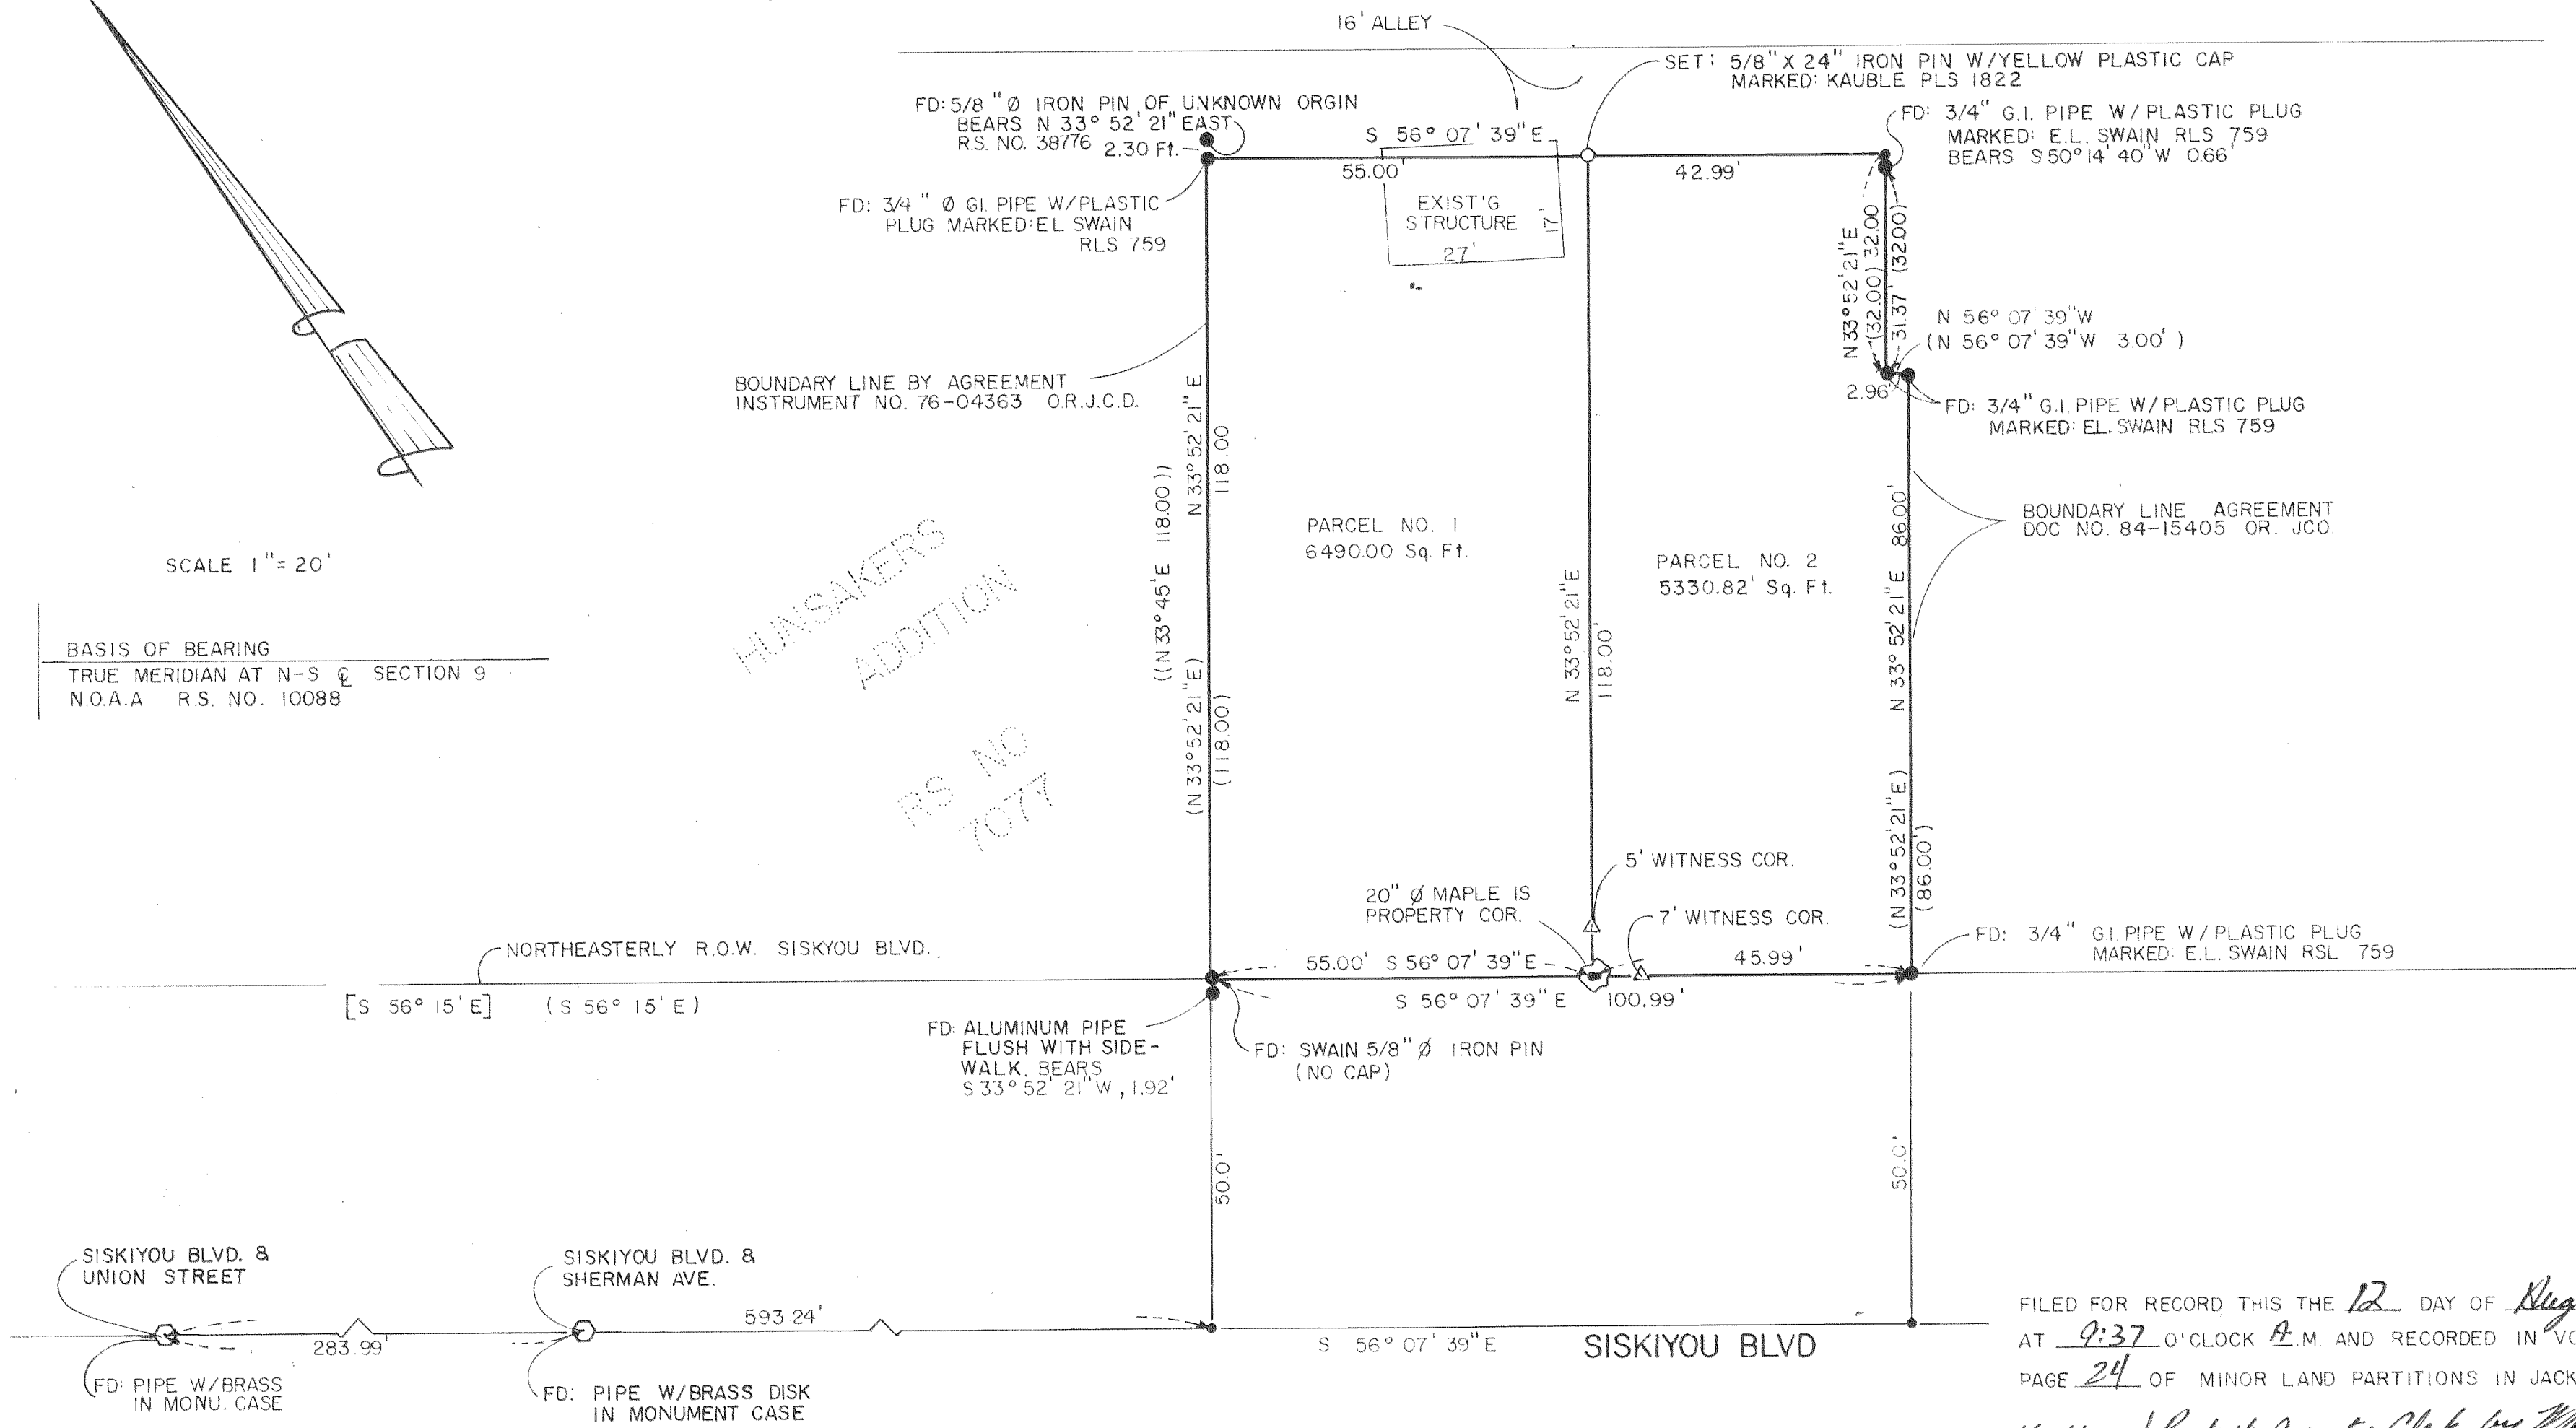 16' ALLEY
SET: 5/8" X 24" IRON PIN W/YELLOW PLASTIC CAP
MARKED: KAUBLE PLS 1822
FD: 5/8 "Ø IRON PIN OF UNKNOWN ORGIN
BEARS N 33° 52' 21" EAST
R.S. NO. 38776 2.30 Ft.
S 56° 07' 39" E
FD: 3/4" G.I. PIPE W/ PLASTIC PLUG
MARKED: E.L. SWAIN RLS 759
BEARS S 50° 14' 40" W 0.66'
55.00'
42.99'
FD: 3/4 " Ø G.I. PIPE W/PLASTIC
PLUG MARKED: EL SWAIN
RLS 759
EXIST'G
STRUCTURE
27'
17'
N 33° 52' 21" E
(32.00) 32.00
31.37' (32.00)
N 56° 07' 39" W
(N 56° 07' 39" W 3.00' )
2.96'
FD: 3/4" G.I. PIPE W/ PLASTIC PLUG
MARKED: EL. SWAIN RLS 759
BOUNDARY LINE BY AGREEMENT
INSTRUMENT NO. 76-04363 O.R.J.C.D.
N 33° 52' 21" E
118.00
((N 33° 45' E 118.00))
(N 33° 52' 21" E)
(118.00)
SCALE 1" = 20'
BASIS OF BEARING
TRUE MERIDIAN AT N-S ℄ SECTION 9
N.O.A.A R.S. NO. 10088
HUNSAKERS
ADDITION
RS NO
7077
PARCEL NO. 1
6490.00 Sq. Ft.
PARCEL NO. 2
5330.82' Sq. Ft.
N 33° 52' 21" E
118.00'
N 33° 52' 21" E 86.00'
(N 33° 52' 21" E)
(86.00')
BOUNDARY LINE AGREEMENT
DOC NO. 84-15405 OR. JCO.
5' WITNESS COR.
20" Ø MAPLE IS
PROPERTY COR.
7' WITNESS COR.
NORTHEASTERLY R.O.W. SISKYOU BLVD.
55.00' S 56° 07' 39" E
45.99'
FD: 3/4" G.I. PIPE W/ PLASTIC PLUG
MARKED: E.L. SWAIN RSL 759
[S 56° 15' E] (S 56° 15' E)
S 56° 07' 39" E 100.99'
FD: ALUMINUM PIPE
FLUSH WITH SIDE-
WALK. BEARS
S 33° 52' 21" W , 1.92'
FD: SWAIN 5/8" Ø IRON PIN
(NO CAP)
50.0'
50.0'
SISKIYOU BLVD. &
UNION STREET
SISKIYOU BLVD. &
SHERMAN AVE.
283.99'
593.24'
S 56° 07' 39" E
SISKIYOU BLVD
FD: PIPE W/BRASS
IN MONU. CASE
FD: PIPE W/BRASS DISK
IN MONUMENT CASE
FILED FOR RECORD THIS THE 12 DAY OF Aug
AT 9:37 O'CLOCK A.M. AND RECORDED IN VO
PAGE 24 OF MINOR LAND PARTITIONS IN JACK